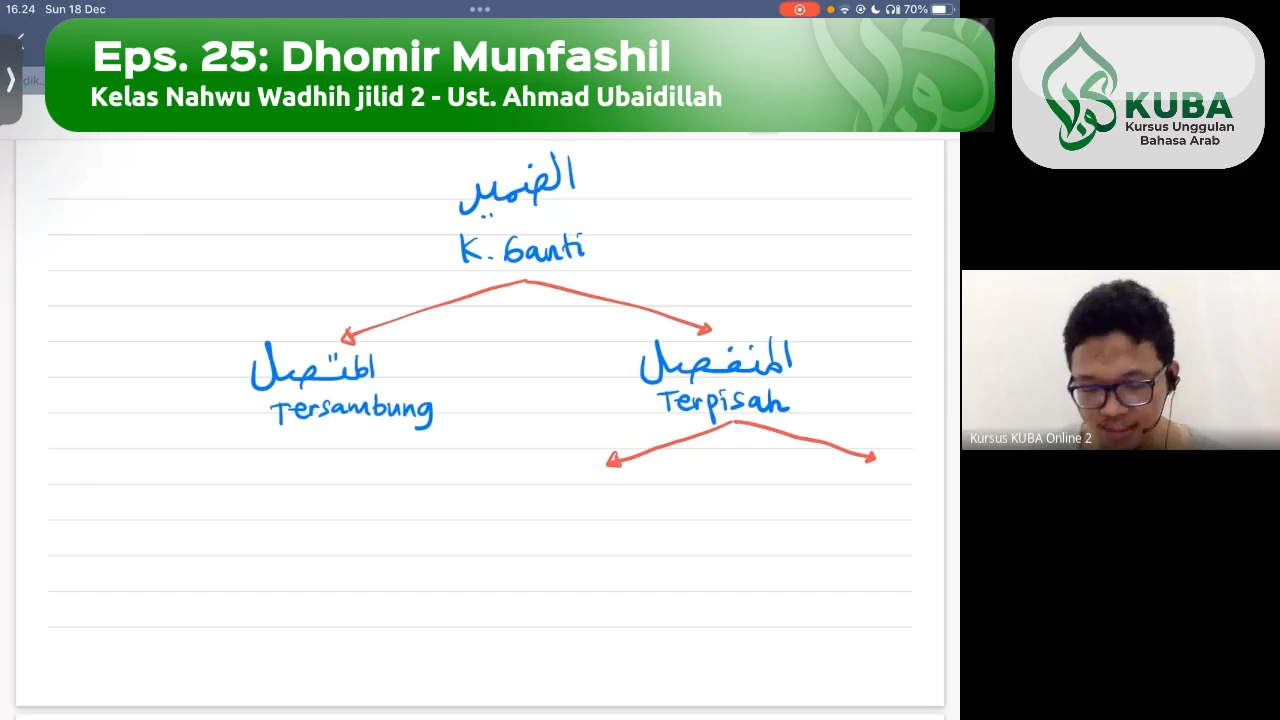 16.24 Sun 18 Dec
70%
Eps. 25: Dhomir Munfashil
Kelas Nahwu Wadhih jilid 2 - Ust. Ahmad Ubaidillah
KUBA
Kursus Unggulan
Bahasa Arab
dik...
الضمير
K. Ganti
المتصل
Tersambung
المنفصل
Terpisah
Kursus KUBA Online 2